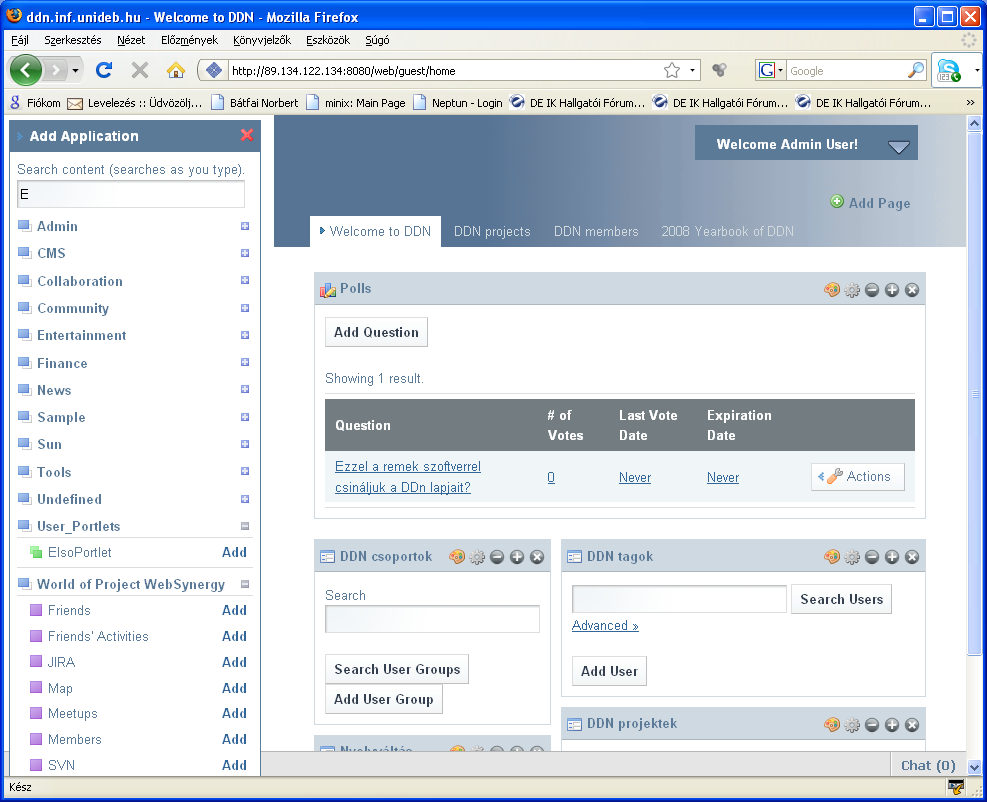 ddn.inf.unideb.hu - Welcome to DDN - Mozilla Firefox
Fájl Szerkesztés Nézet Előzmények Könyvjelzők Eszközök Súgó
http://89.134.122.134:8080/web/guest/home
Google
Fiókom Levelezés :: Üdvözölj... Bátfai Norbert minix: Main Page Neptun - Login DE IK Hallgatói Fórum... DE IK Hallgatói Fórum... DE IK Hallgatói Fórum... »
Add Application
Search content (searches as you type).
E
Admin
CMS
Collaboration
Community
Entertainment
Finance
News
Sample
Sun
Tools
Undefined
User_Portlets
ElsoPortlet Add
World of Project WebSynergy
Friends Add
Friends' Activities Add
JIRA Add
Map Add
Meetups Add
Members Add
SVN Add
Welcome Admin User!
Add Page
Welcome to DDN DDN projects DDN members 2008 Yearbook of DDN
Polls
Add Question
Showing 1 result.
Question # of Votes Last Vote Date Expiration Date
Ezzel a remek szoftverrel
csináljuk a DDn lapjait? 0 Never Never Actions
DDN csoportok
Search
Search User Groups
Add User Group
Nyelvváltás
DDN tagok
Search Users
Advanced »
Add User
DDN projektek
Chat (0)
Kész